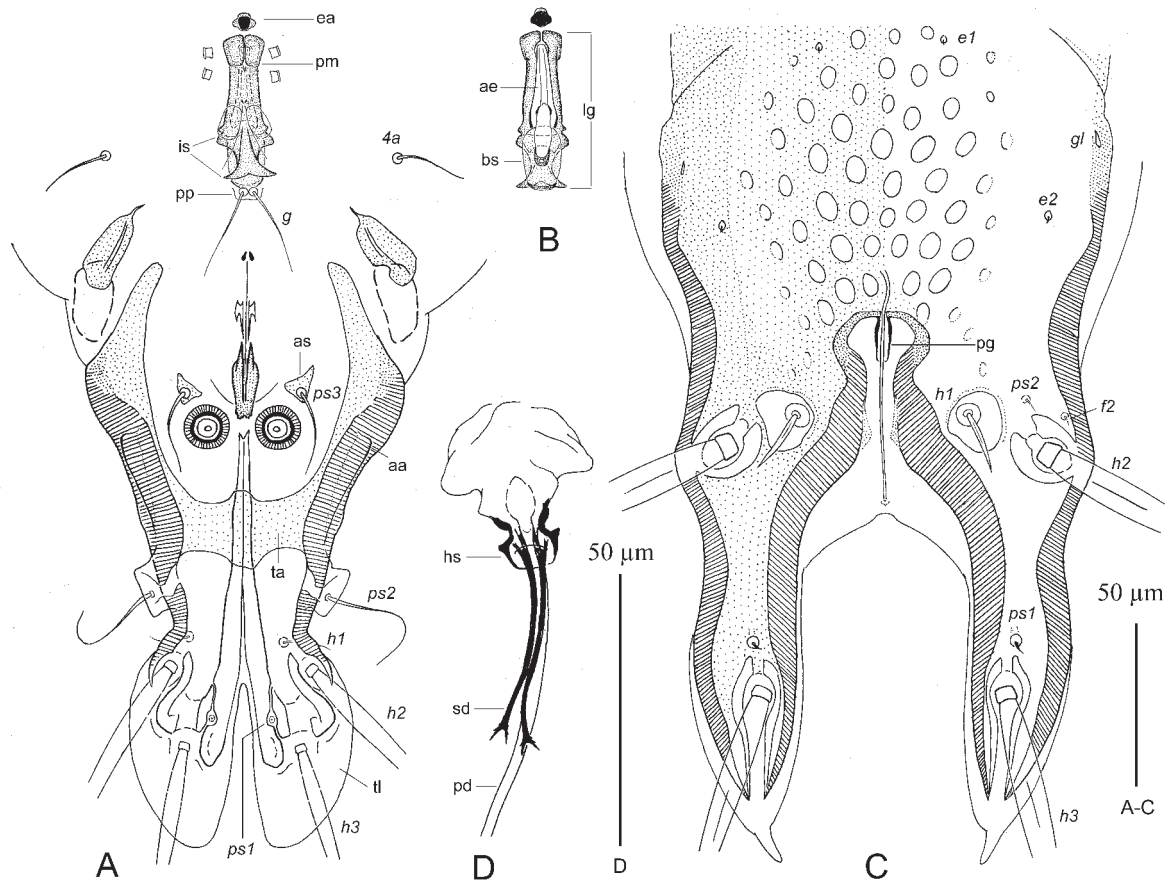 ea
pm
is
4a
pp
g
as
ps3
aa
ta
ps2
h1
h2
tl
h3
ps1
A
ae
lg
bs
B
hs
sd
pd
D
50 µm
D
e1
gl
e2
pg
h1
ps2
f2
h2
ps1
h3
C
50 µm
A-C